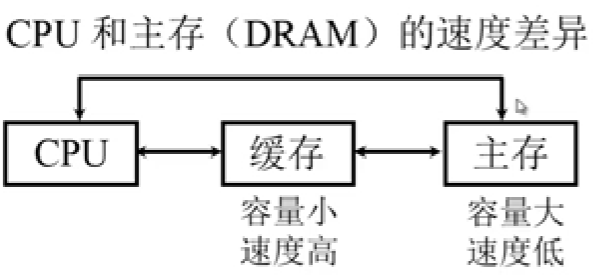 CPU 和主存（DRAM）的速度差异
CPU 缓存 主存
容量小 容量大
速度高 速度低